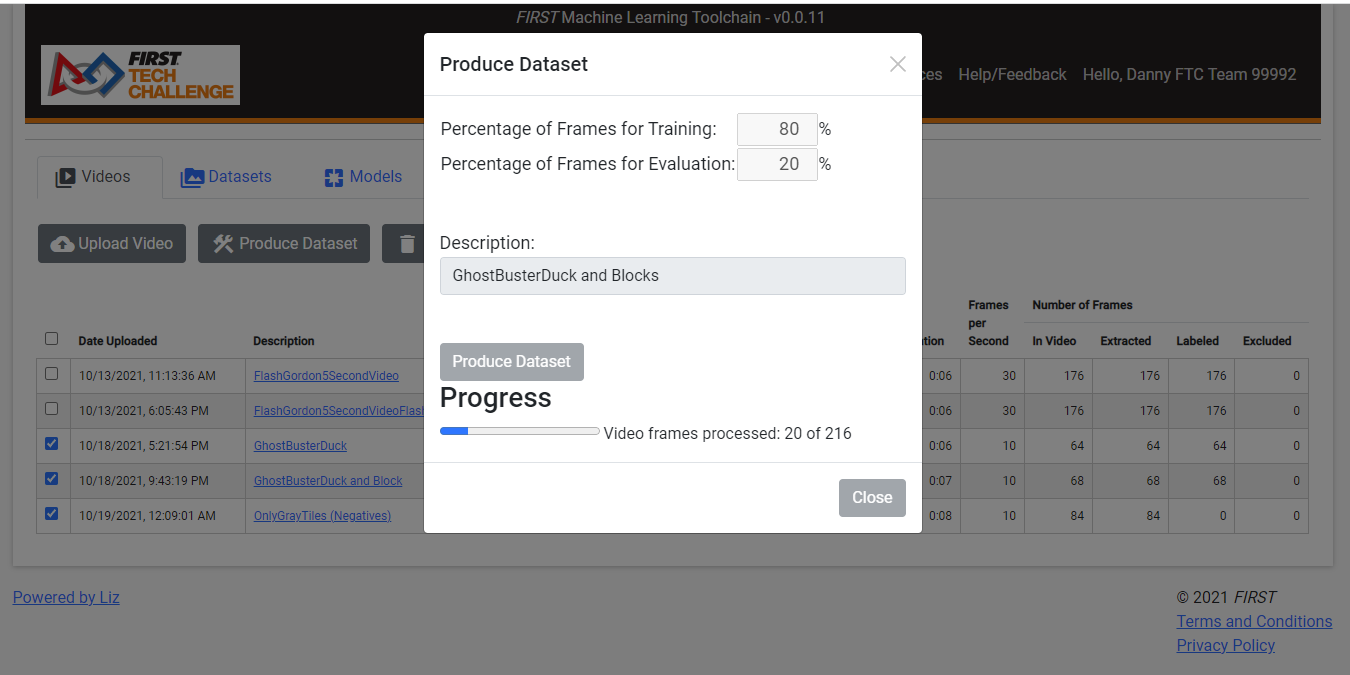 FIRST Machine Learning Toolchain - v0.0.11
FIRST
TECH
CHALLENGE
Help/Feedback Hello, Danny FTC Team 99992
Videos Datasets Models
Upload Video Produce Dataset
Produce Dataset
Percentage of Frames for Training: 80 %
Percentage of Frames for Evaluation: 20 %
Description:
GhostBusterDuck and Blocks
Produce Dataset
Progress
Video frames processed: 20 of 216
Close
Frames per Second Number of Frames
Date Uploaded Description In Video Extracted Labeled Excluded
10/13/2021, 11:13:36 AM FlashGordon5SecondVideo 0:06 30 176 176 176 0
10/13/2021, 6:05:43 PM FlashGordon5SecondVideoFlas 0:06 30 176 176 176 0
10/18/2021, 5:21:54 PM GhostBusterDuck 0:06 10 64 64 64 0
10/18/2021, 9:43:19 PM GhostBusterDuck and Block 0:07 10 68 68 68 0
10/19/2021, 12:09:01 AM OnlyGrayTiles (Negatives) 0:08 10 84 84 0 0
Powered by Liz
© 2021 FIRST
Terms and Conditions
Privacy Policy